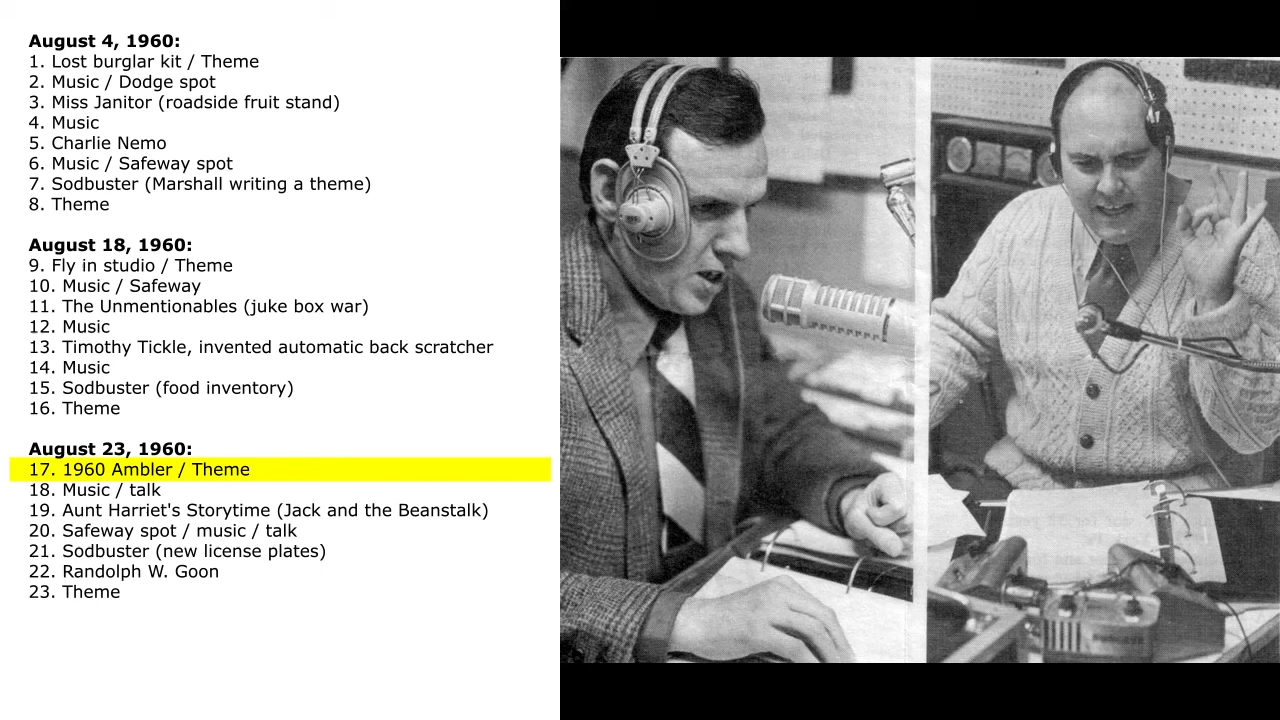 August 4, 1960:
1. Lost burglar kit / Theme
2. Music / Dodge spot
3. Miss Janitor (roadside fruit stand)
4. Music
5. Charlie Nemo
6. Music / Safeway spot
7. Sodbuster (Marshall writing a theme)
8. Theme
August 18, 1960:
9. Fly in studio / Theme
10. Music / Safeway
11. The Unmentionables (juke box war)
12. Music
13. Timothy Tickle, invented automatic back scratcher
14. Music
15. Sodbuster (food inventory)
16. Theme
August 23, 1960:
17. 1960 Ambler / Theme
18. Music / talk
19. Aunt Harriet's Storytime (Jack and the Beanstalk)
20. Safeway spot / music / talk
21. Sodbuster (new license plates)
22. Randolph W. Goon
23. Theme